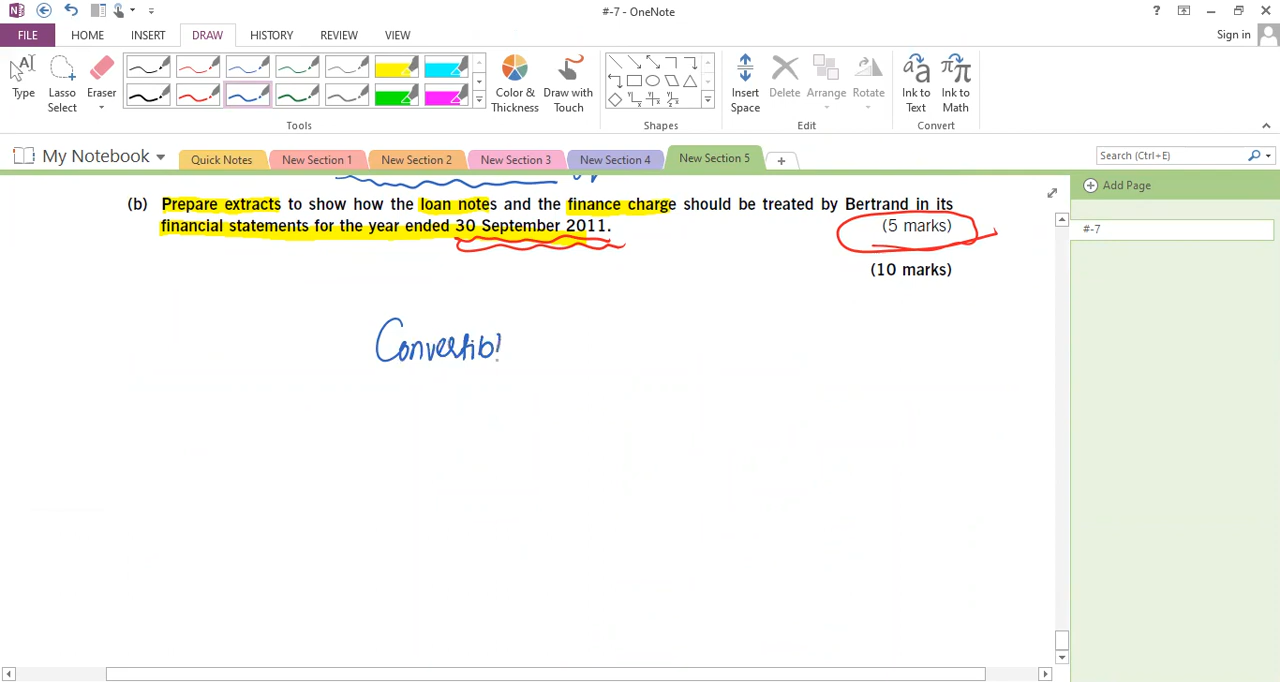 #-7 - OneNote
?
Sign in
FILE HOME INSERT DRAW HISTORY REVIEW VIEW
Type
Lasso Select
Eraser
Color & Thickness
Draw with Touch
Insert Space
Delete
Arrange
Rotate
Ink to Text
Ink to Math
Tools
Shapes
Edit
Convert
My Notebook
Quick Notes
New Section 1
New Section 2
New Section 3
New Section 4
New Section 5
Search (Ctrl+E)
Add Page
#-7
(b) Prepare extracts to show how the loan notes and the finance charge should be treated by Bertrand in its
financial statements for the year ended 30 September 2011. (5 marks)
(10 marks)
Convertibl